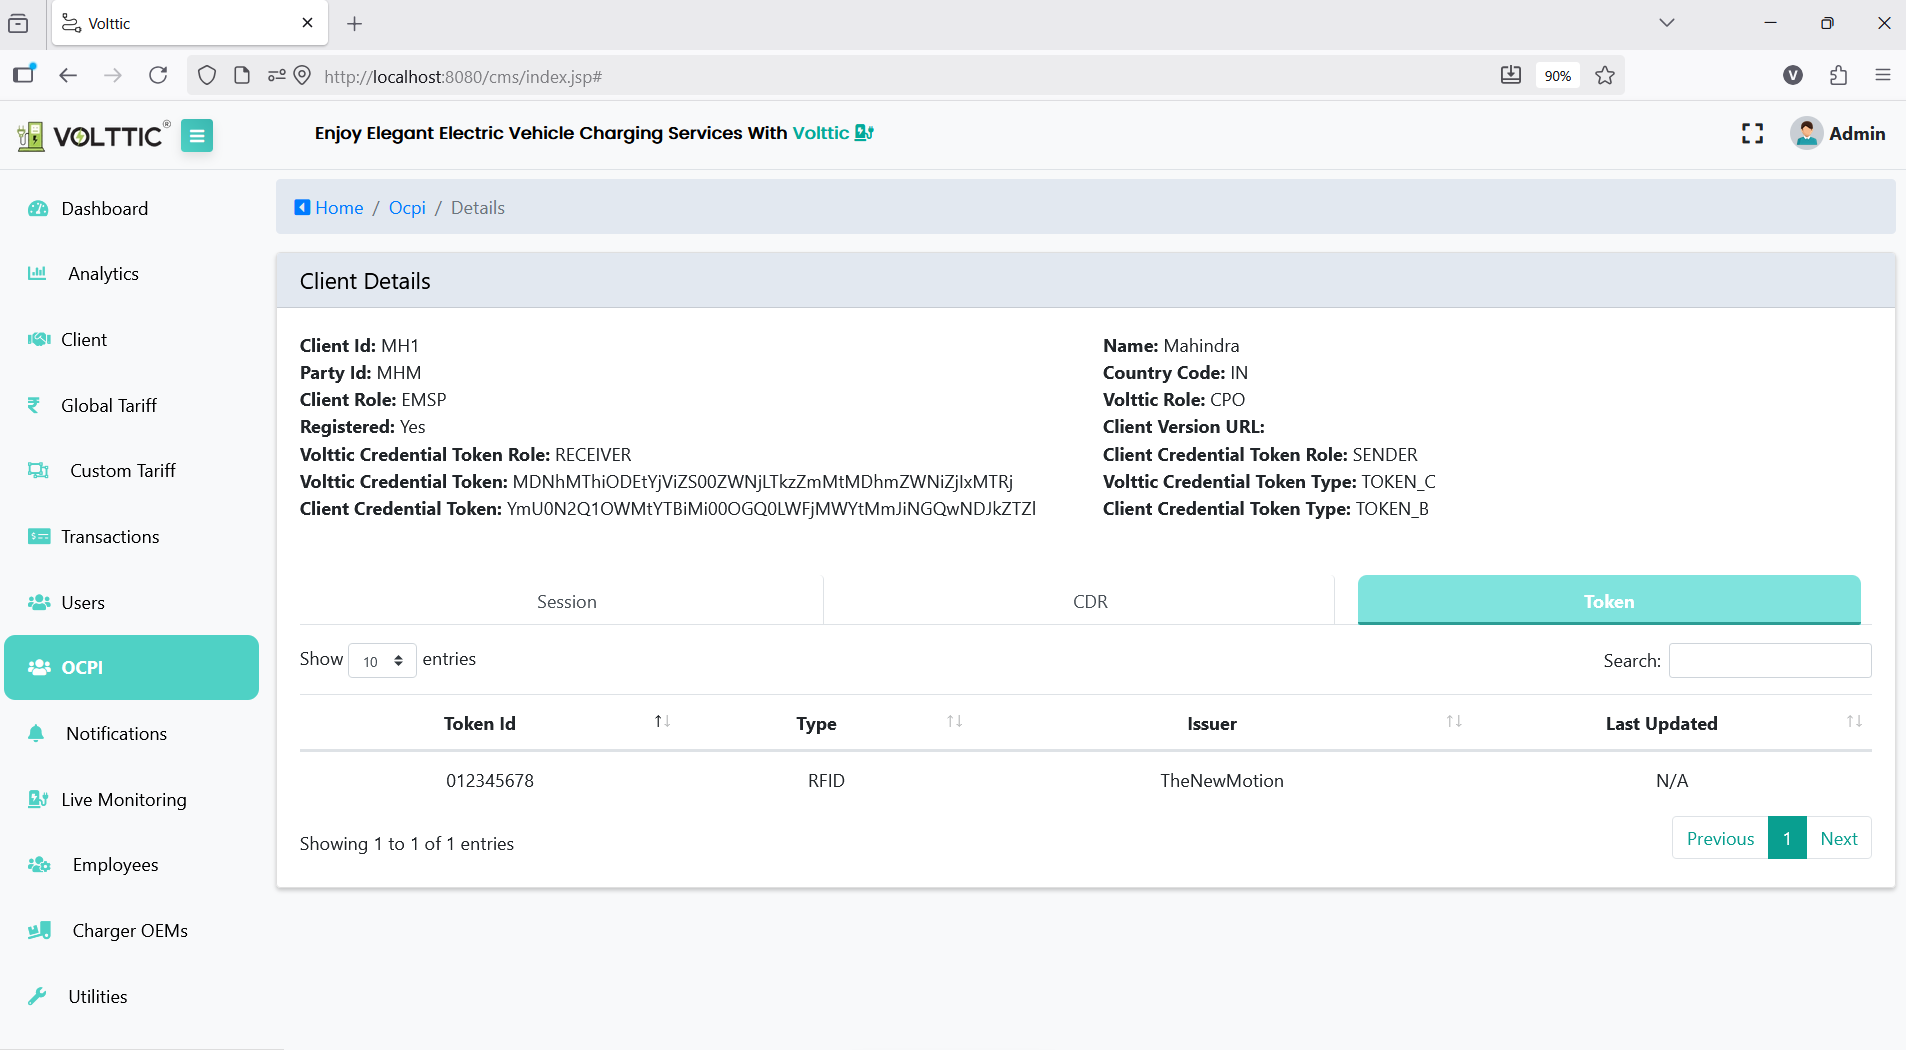 Volttic
http://localhost:8080/cms/index.jsp#
90%
V
VOLTTIC®
Enjoy Elegant Electric Vehicle Charging Services With Volttic
Admin
Dashboard
Analytics
Client
Global Tariff
Custom Tariff
Transactions
Users
OCPI
Notifications
Live Monitoring
Employees
Charger OEMs
Utilities
Home / Ocpi / Details
Client Details
Client Id: MH1
Party Id: MHM
Client Role: EMSP
Registered: Yes
Volttic Credential Token Role: RECEIVER
Volttic Credential Token: MDNhMThiODEtYjViZS00ZWNjLTkzZmMtMDhmZWNiZjIxMTRj
Client Credential Token: YmU0N2Q1OWMtYTBiMi00OGQ0LWFjMWYtMmJiNGQwNDJkZTZl
Name: Mahindra
Country Code: IN
Volttic Role: CPO
Client Version URL:
Client Credential Token Role: SENDER
Volttic Credential Token Type: TOKEN_C
Client Credential Token Type: TOKEN_B
Session CDR Token
Show 10 entries
Search:
Token Id Type Issuer Last Updated
012345678 RFID TheNewMotion N/A
Showing 1 to 1 of 1 entries
Previous 1 Next